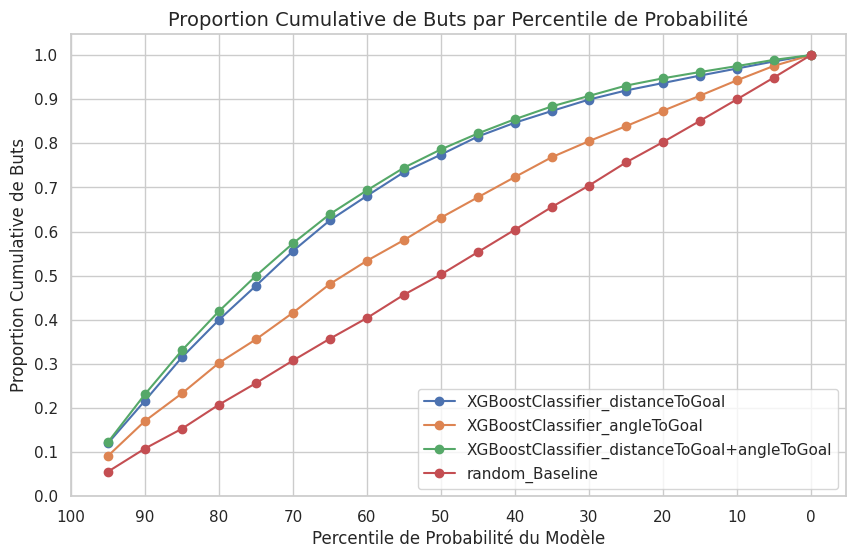 Proportion Cumulative de Buts par Percentile de Probabilité
Proportion Cumulative de Buts
1.0
0.9
0.8
0.7
0.6
0.5
0.4
0.3
0.2
0.1
0.0
XGBoostClassifier_distanceToGoal
XGBoostClassifier_angleToGoal
XGBoostClassifier_distanceToGoal+angleToGoal
random_Baseline
100 90 80 70 60 50 40 30 20 10 0
Percentile de Probabilité du Modèle